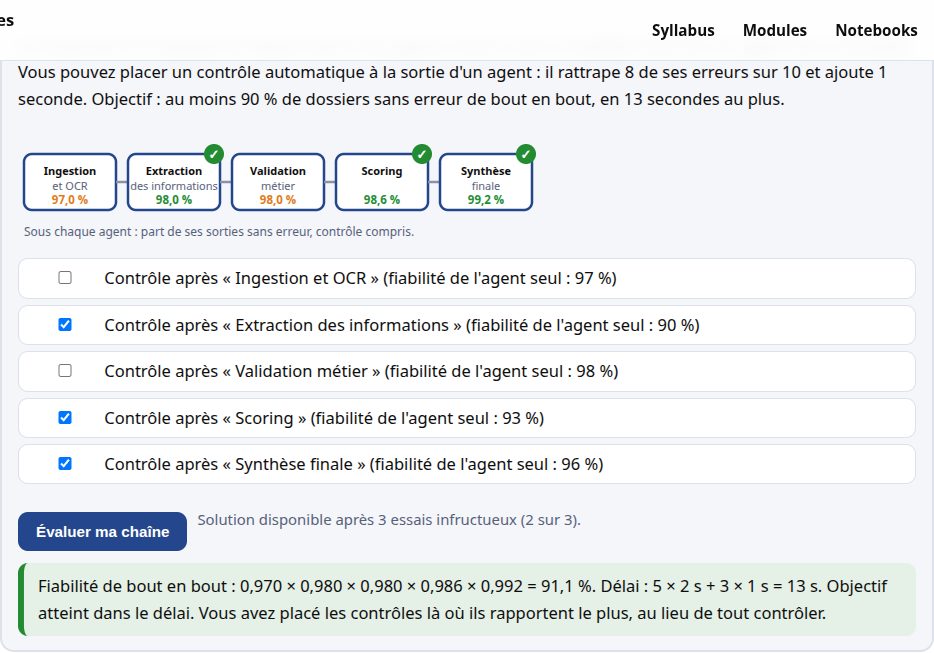 es
Syllabus Modules Notebooks
Vous pouvez placer un contrôle automatique à la sortie d'un agent : il rattrape 8 de ses erreurs sur 10 et ajoute 1
seconde. Objectif : au moins 90 % de dossiers sans erreur de bout en bout, en 13 secondes au plus.
Ingestion
et OCR
97,0 %
Extraction
des informations
98,0 %
Validation
métier
98,0 %
Scoring
98,6 %
Synthèse
finale
99,2 %
Sous chaque agent : part de ses sorties sans erreur, contrôle compris.
Contrôle après « Ingestion et OCR » (fiabilité de l'agent seul : 97 %)
Contrôle après « Extraction des informations » (fiabilité de l'agent seul : 90 %)
Contrôle après « Validation métier » (fiabilité de l'agent seul : 98 %)
Contrôle après « Scoring » (fiabilité de l'agent seul : 93 %)
Contrôle après « Synthèse finale » (fiabilité de l'agent seul : 96 %)
Évaluer ma chaîne
Solution disponible après 3 essais infructueux (2 sur 3).
Fiabilité de bout en bout : 0,970 × 0,980 × 0,980 × 0,986 × 0,992 = 91,1 %. Délai : 5 × 2 s + 3 × 1 s = 13 s. Objectif
atteint dans le délai. Vous avez placé les contrôles là où ils rapportent le plus, au lieu de tout contrôler.